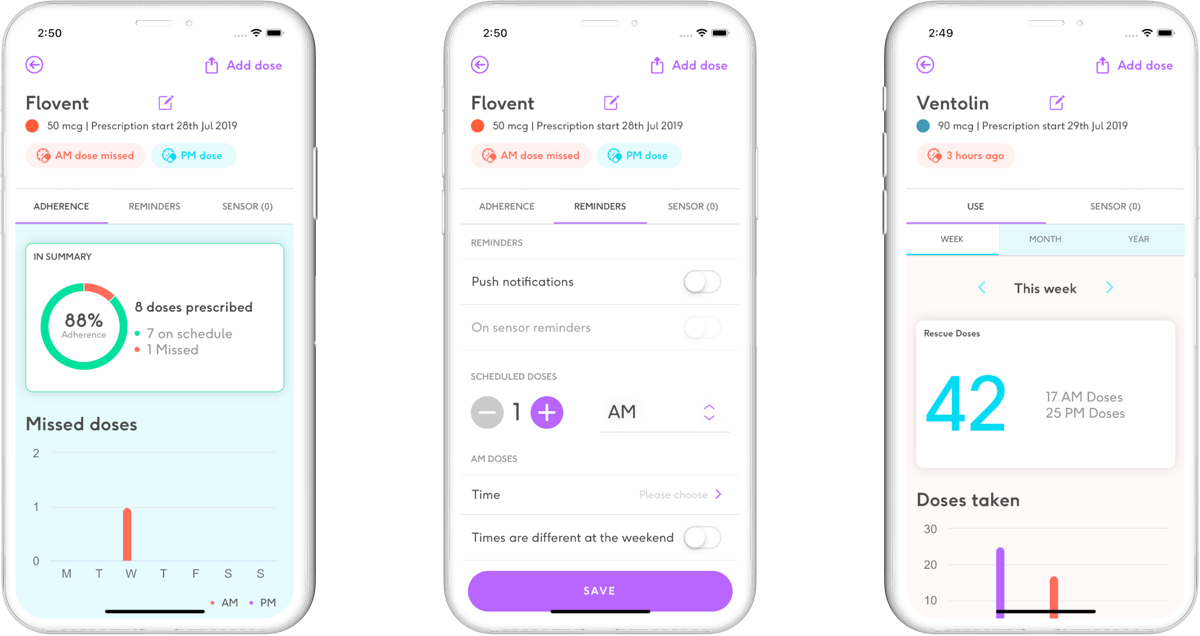 2:50
Add dose
Flovent
50 mcg | Prescription start 28th Jul 2019
AM dose missed
PM dose
ADHERENCE
REMINDERS
SENSOR (0)
IN SUMMARY
88%
Adherence
8 doses prescribed
7 on schedule
1 Missed
Missed doses
2
1
0
M T W T F S S
AM PM
2:50
Add dose
Flovent
50 mcg | Prescription start 28th Jul 2019
AM dose missed
PM dose
ADHERENCE
REMINDERS
SENSOR (0)
REMINDERS
Push notifications
On sensor reminders
SCHEDULED DOSES
1
AM
AM DOSES
Time
Please choose
Times are different at the weekend
SAVE
2:49
Add dose
Ventolin
90 mcg | Prescription start 29th Jul 2019
3 hours ago
USE
SENSOR (0)
WEEK
MONTH
YEAR
This week
Rescue Doses
42
17 AM Doses
25 PM Doses
Doses taken
30
20
10